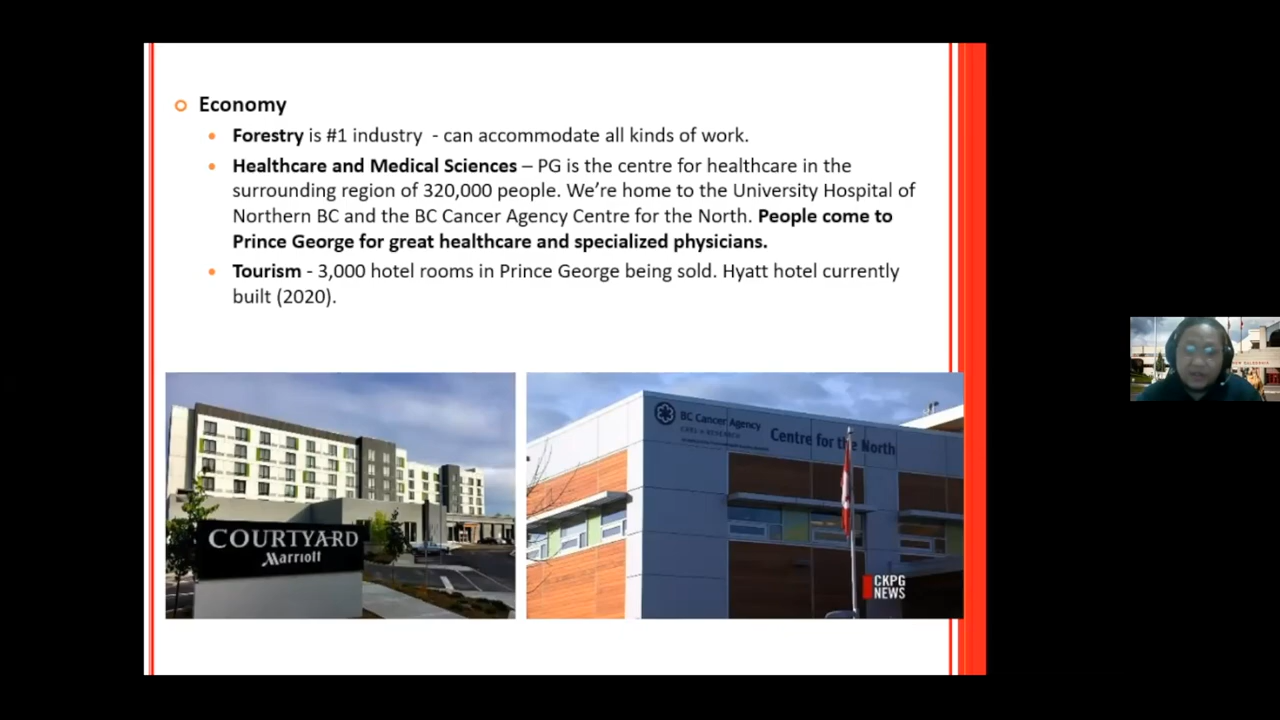 Economy
Forestry is #1 industry - can accommodate all kinds of work.
Healthcare and Medical Sciences – PG is the centre for healthcare in the
surrounding region of 320,000 people. We're home to the University Hospital of
Northern BC and the BC Cancer Agency Centre for the North. People come to
Prince George for great healthcare and specialized physicians.
Tourism - 3,000 hotel rooms in Prince George being sold. Hyatt hotel currently
built (2020).
COURTYARD
Marriott
BC Cancer Agency
CARE + RESEARCH
Centre for the North
CKPG
NEWS